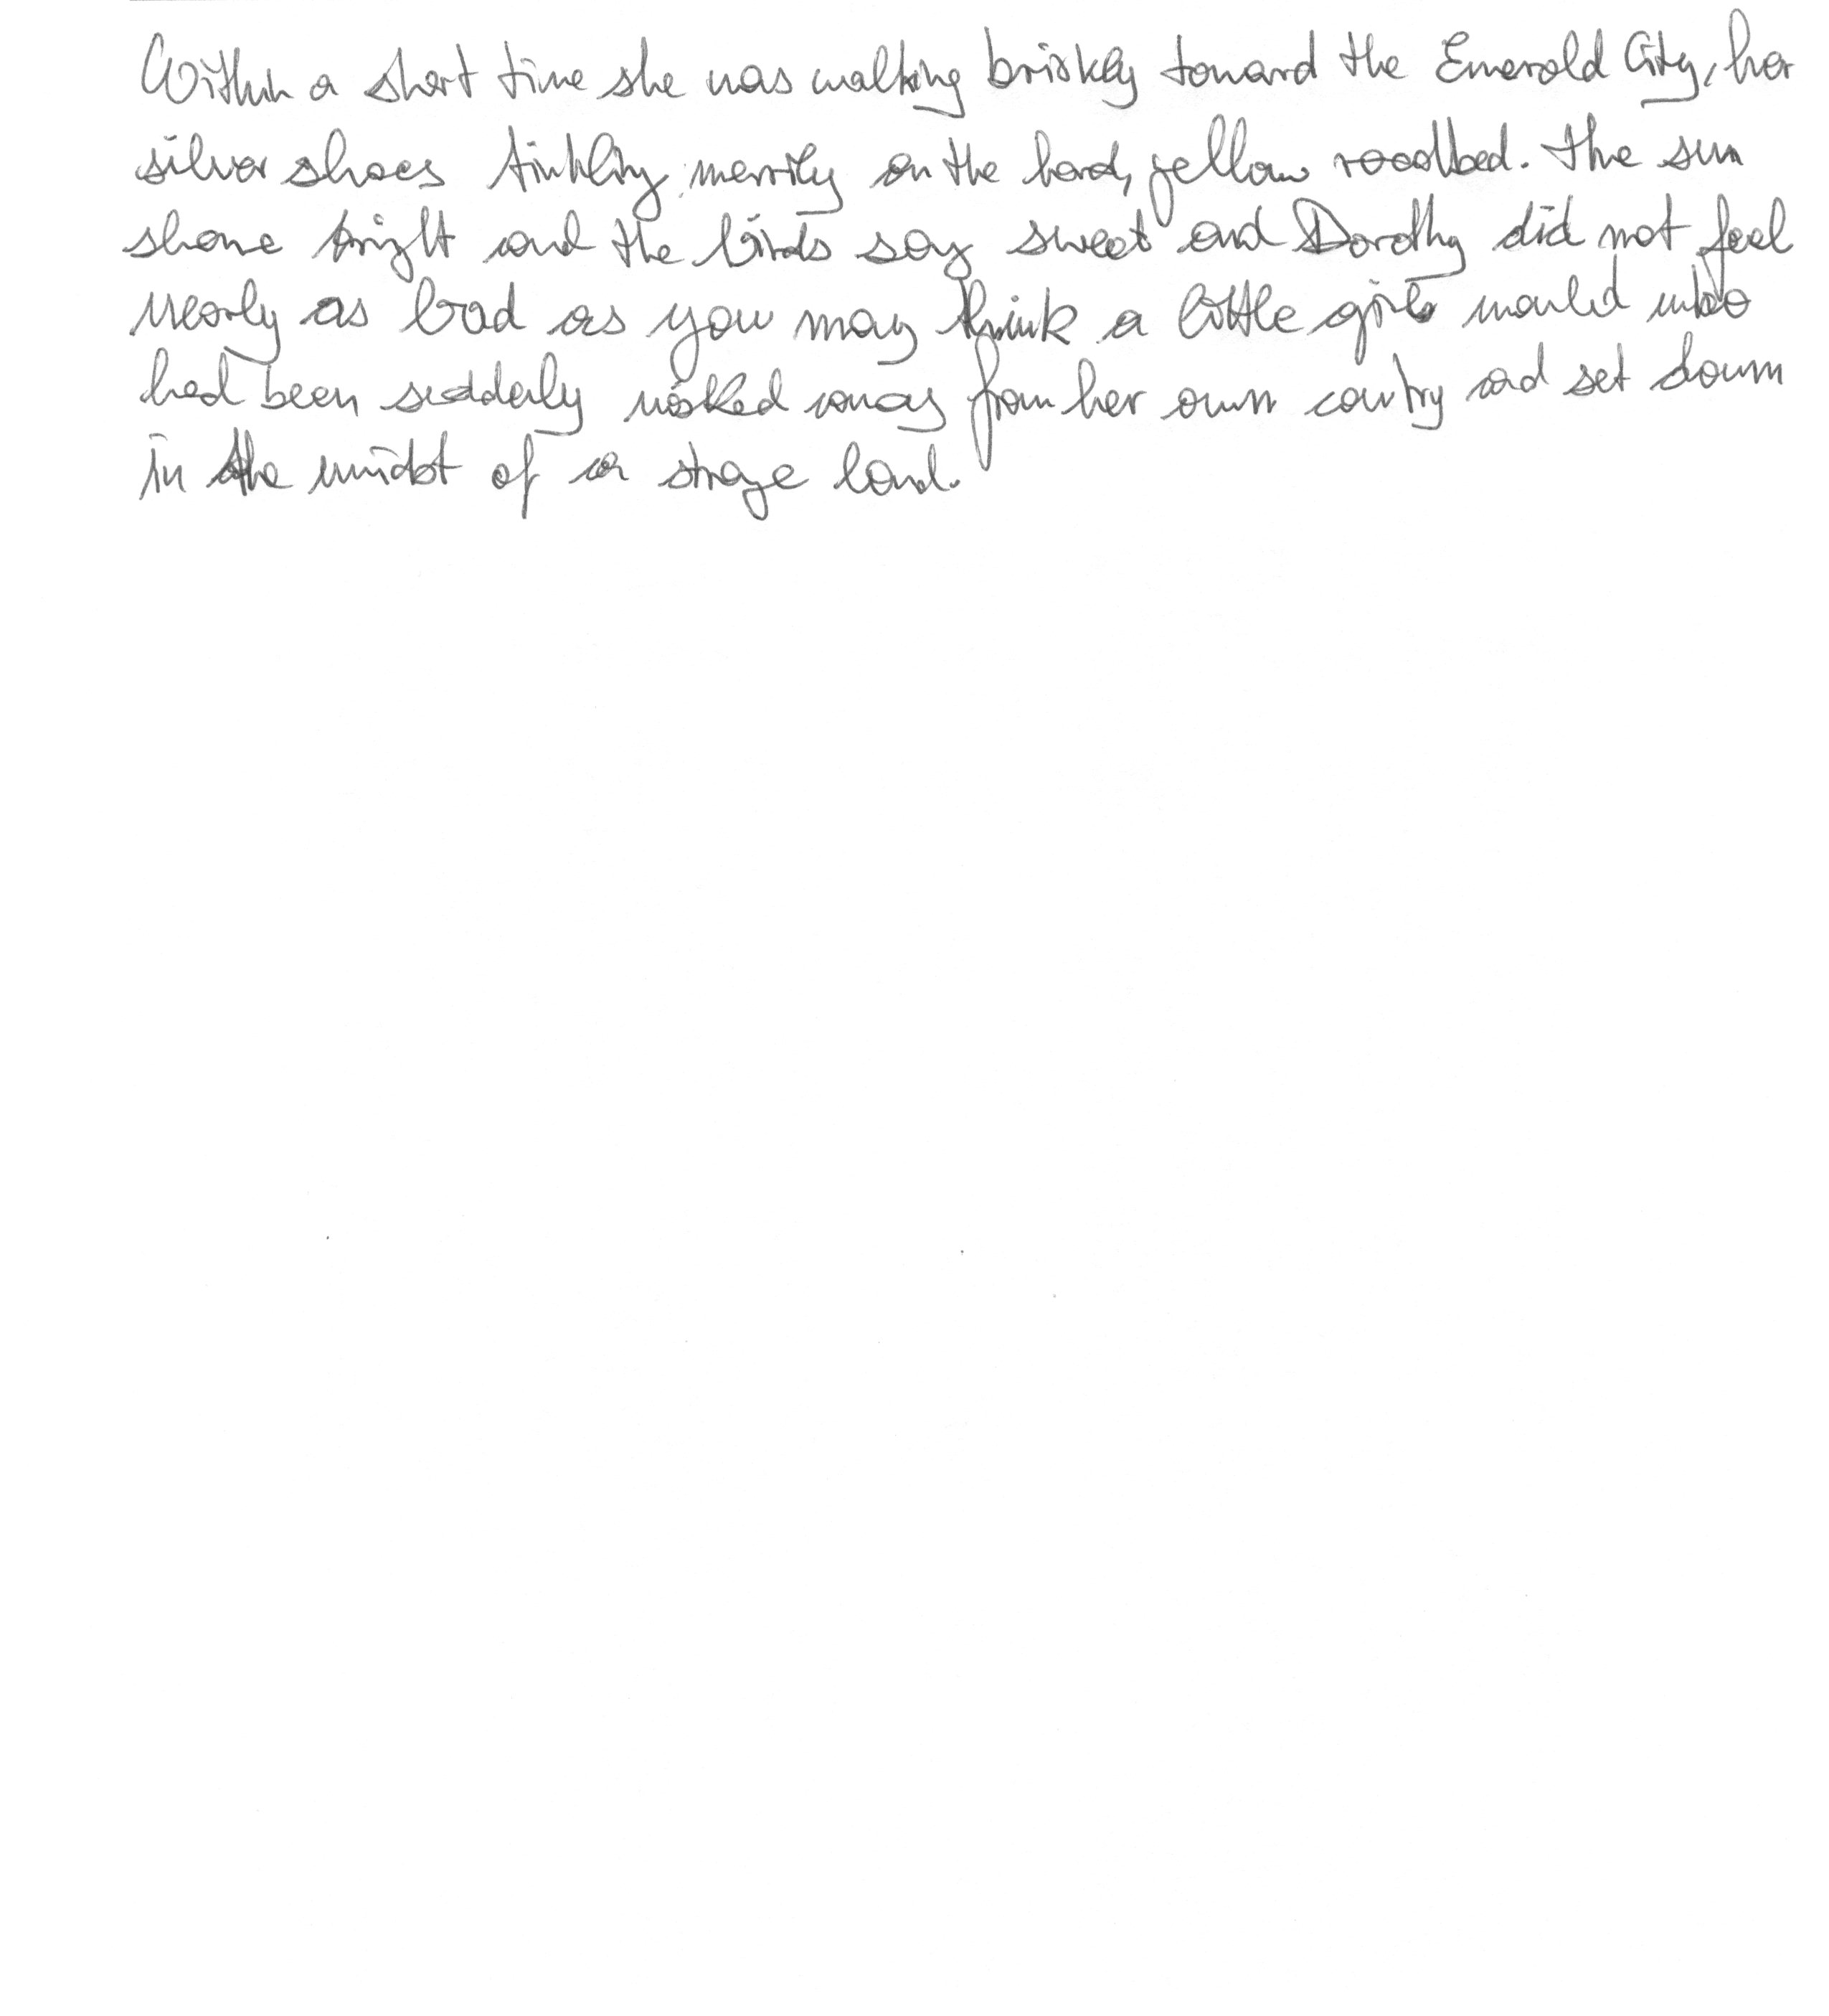 Within a short time she was walking briskly toward the Emerald City, her
silver shoes tinkling merrily on the hard, yellow roadbed. The sun
shone bright and the birds sang sweet and Dorothy did not feel
nearly as bad as you may think a little girl would who
had been suddenly whisked away from her own country and set down
in the midst of a strange land.